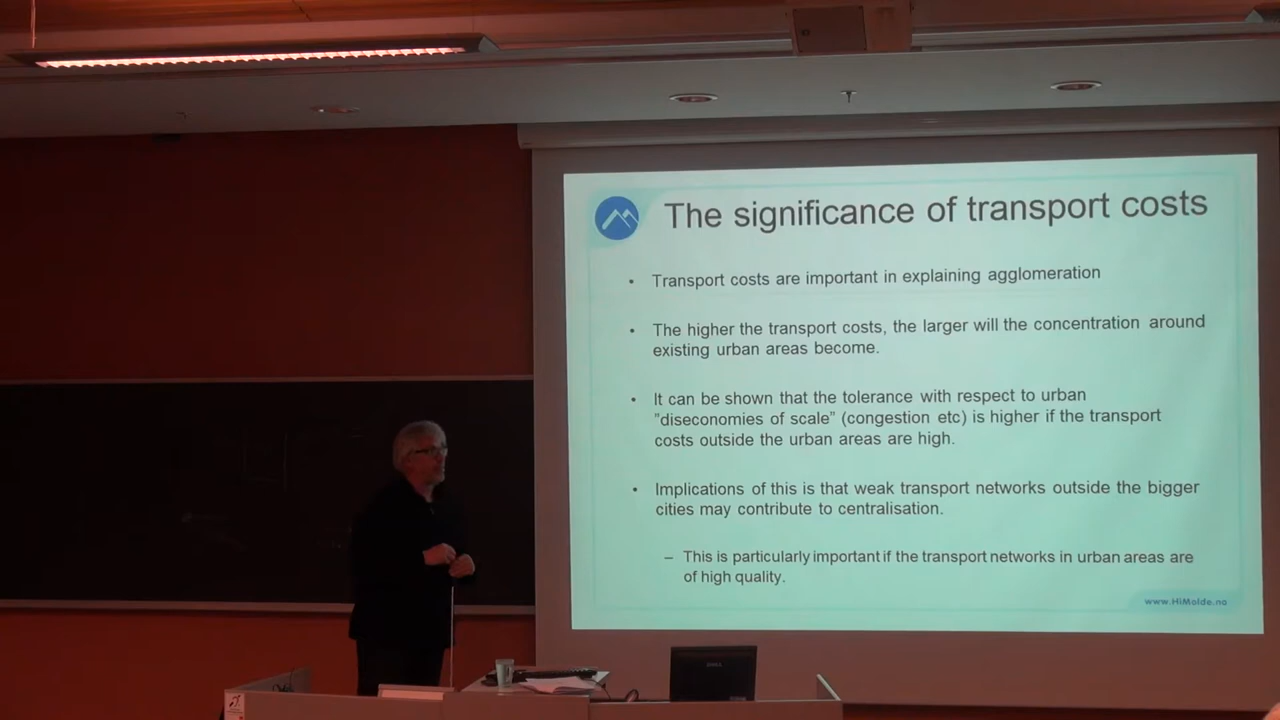 The significance of transport costs
• Transport costs are important in explaining agglomeration
• The higher the transport costs, the larger will the concentration around
existing urban areas become.
• It can be shown that the tolerance with respect to urban
"diseconomies of scale" (congestion etc) is higher if the transport
costs outside the urban areas are high.
• Implications of this is that weak transport networks outside the bigger
cities may contribute to centralisation.
– This is particularly important if the transport networks in urban areas are
of high quality.
www.HiMolde.no
DELL